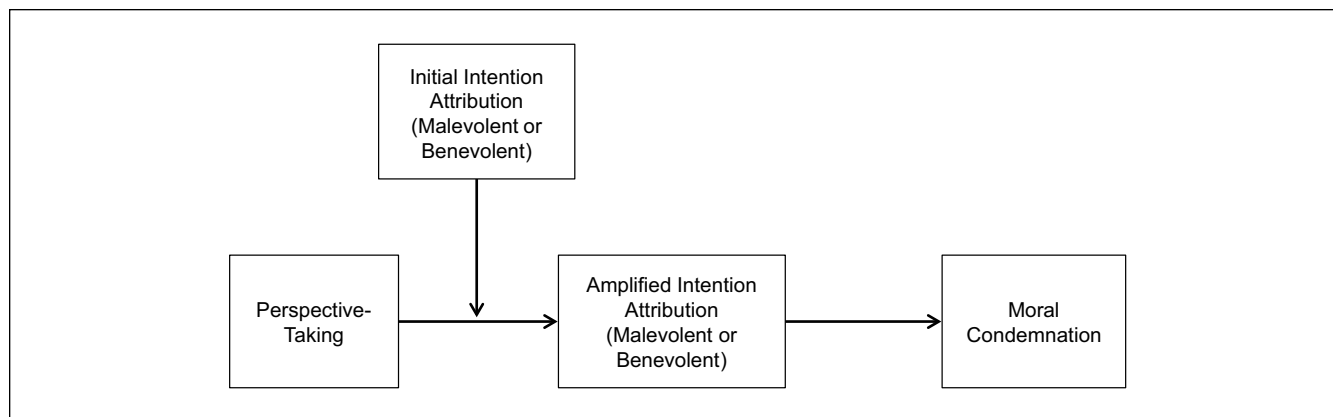 Initial Intention
Attribution
(Malevolent or
Benevolent)
Perspective-
Taking
Amplified Intention
Attribution
(Malevolent or
Benevolent)
Moral
Condemnation